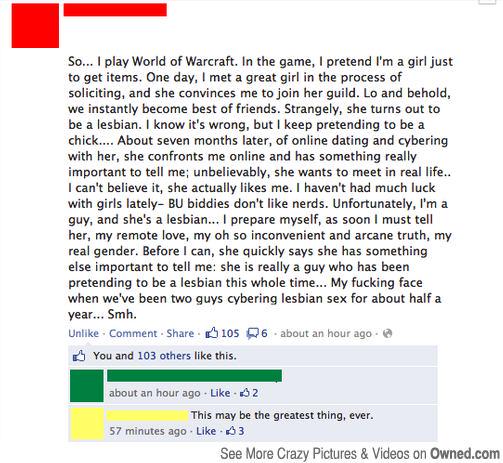 So... I play World of Warcraft. In the game, I pretend I'm a girl just
to get items. One day, I met a great girl in the process of
soliciting, and she convinces me to join her guild. Lo and behold,
we instantly become best of friends. Strangely, she turns out to
be a lesbian. I know it's wrong, but I keep pretending to be a
chick.... About seven months later, of online dating and cybering
with her, she confronts me online and has something really
important to tell me; unbelievably, she wants to meet in real life..
I can't believe it, she actually likes me. I haven't had much luck
with girls lately- BU biddies don't like nerds. Unfortunately, I'm a
guy, and she's a lesbian... I prepare myself, as soon I must tell
her, my remote love, my oh so inconvenient and arcane truth, my
real gender. Before I can, she quickly says she has something
else important to tell me: she is really a guy who has been
pretending to be a lesbian this whole time... My fucking face
when we've been two guys cybering lesbian sex for about half a
year... Smh.
Unlike · Comment · Share · 105 6 · about an hour ago ·
You and 103 others like this.
about an hour ago · Like · 2
This may be the greatest thing, ever.
57 minutes ago · Like · 3
See More Crazy Pictures & Videos on Owned.com